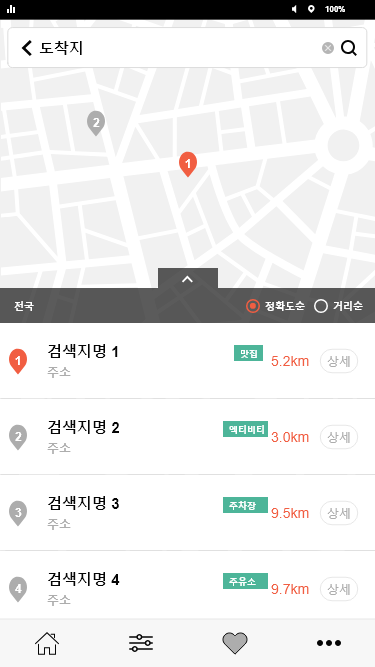 100%
도착지
2
1
전국
정확도순
거리순
1
검색지명 1
주소
맛집
5.2km
상세
2
검색지명 2
주소
액티비티
3.0km
상세
3
검색지명 3
주소
주차장
9.5km
상세
4
검색지명 4
주소
주유소
9.7km
상세